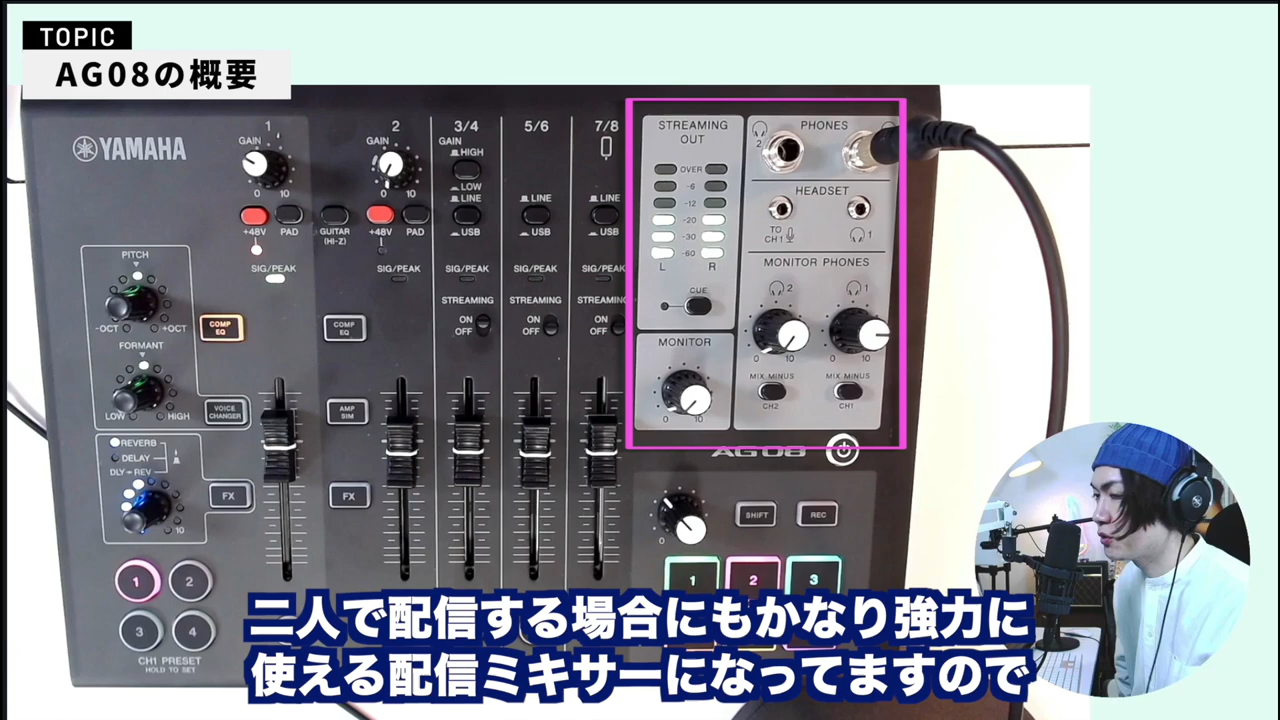 TOPIC
AG08の概要
YAMAHA
1
GAIN
0 10
+48V PAD
SIG/PEAK
GUITAR
(HI-Z)
2
GAIN
0 10
+48V PAD
SIG/PEAK
3/4
GAIN
HIGH
LOW
LINE
USB
SIG/PEAK
STREAMING
ON
OFF
5/6
LINE
USB
SIG/PEAK
STREAMING
ON
OFF
7/8
LINE
USB
SIG/PEAK
STREAMING
ON
OFF
STREAMING
OUT
OVER
-6
-12
-20
-30
-60
L R
CUE
MONITOR
0 10
PHONES
2
HEADSET
TO
CH1
1
MONITOR PHONES
2 1
0 10 0 10
MIX MINUS MIX MINUS
CH2 CH1
AG08
PITCH
-OCT +OCT
FORMANT
LOW HIGH
COMP
EQ
COMP
EQ
VOICE
CHANGER
AMP
SIM
REVERB
DELAY
DLY REV
10
FX
FX
0
SHIFT
REC
1 2 3
1 2
3 4
CH1 PRESET
HOLD TO SET
二人で配信する場合にもかなり強力に
使える配信ミキサーになってますので